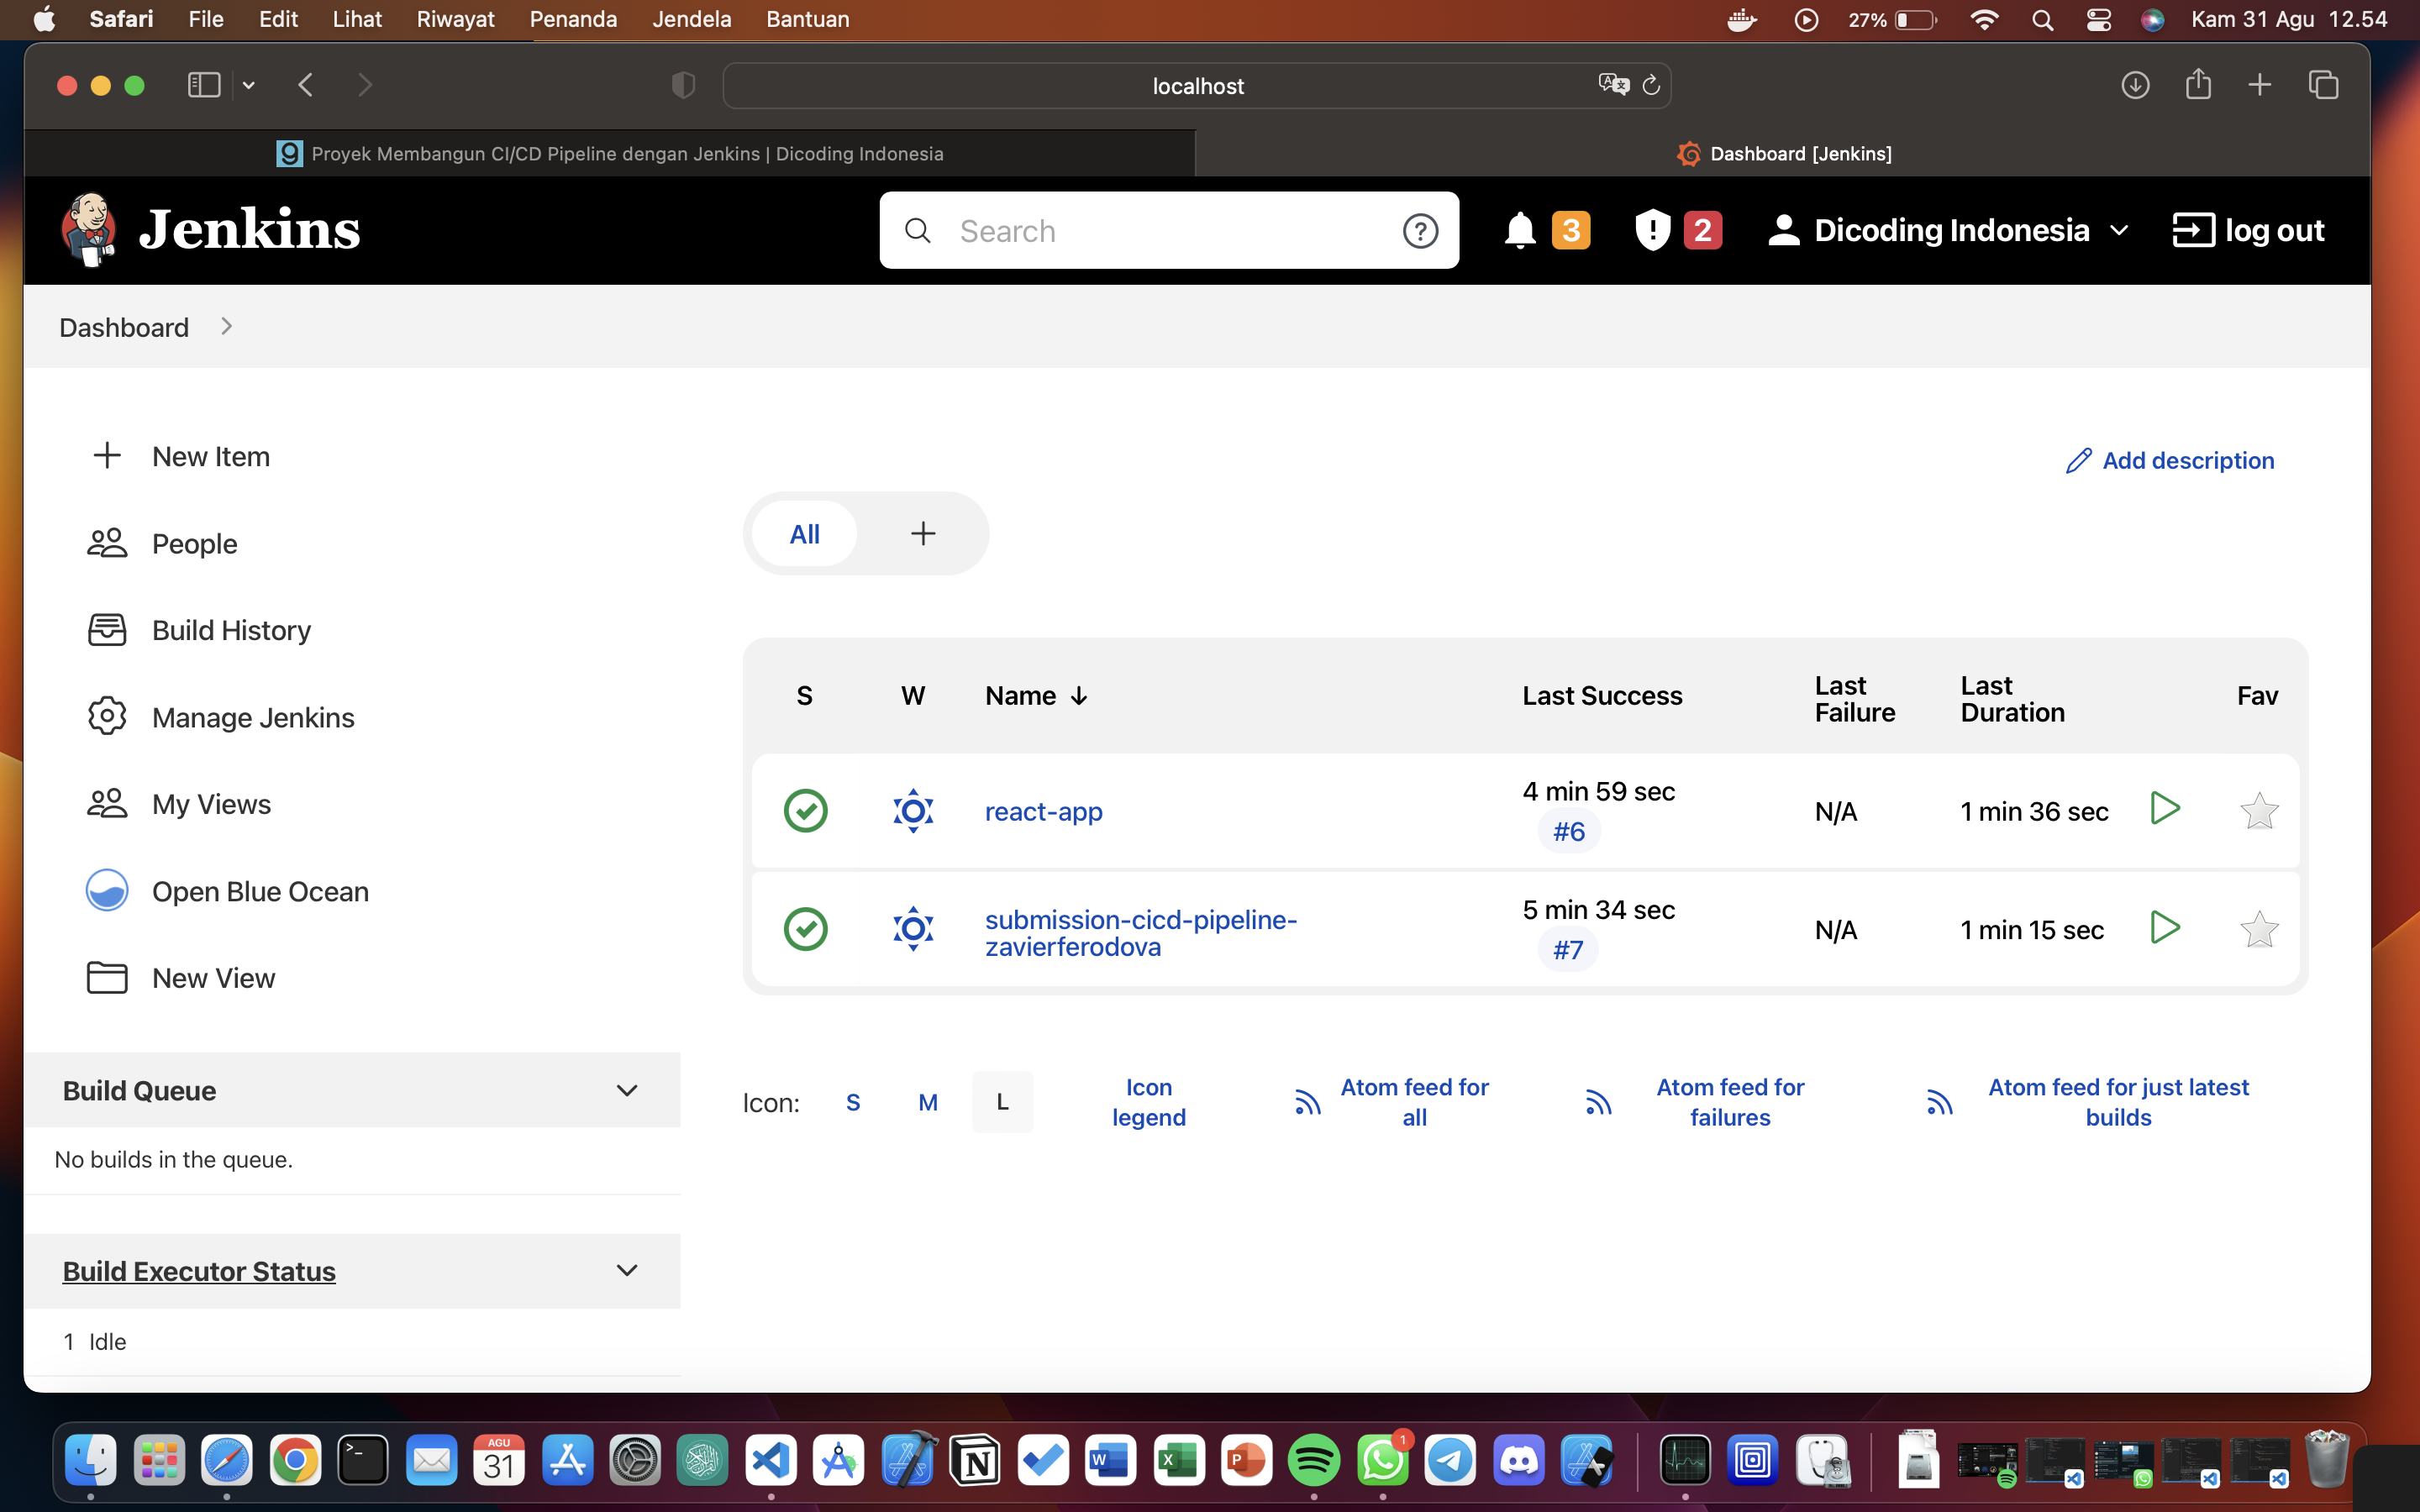 Safari File Edit Lihat Riwayat Penanda Jendela Bantuan 27% Kam 31 Agu 12.54
localhost
Proyek Membangun CI/CD Pipeline dengan Jenkins | Dicoding Indonesia
Dashboard [Jenkins]
Jenkins
Search
3
2
Dicoding Indonesia
log out
Dashboard
New Item
People
Build History
Manage Jenkins
My Views
Open Blue Ocean
New View
Build Queue
No builds in the queue.
Build Executor Status
1 Idle
Add description
All +
S W Name ↓ Last Success Last Failure Last Duration Fav
react-app 4 min 59 sec #6 N/A 1 min 36 sec
submission-cicd-pipeline-
zavierferodova 5 min 34 sec #7 N/A 1 min 15 sec
Icon: S M L
Icon
legend
Atom feed for
all
Atom feed for
failures
Atom feed for just latest
builds
AGU
31
1